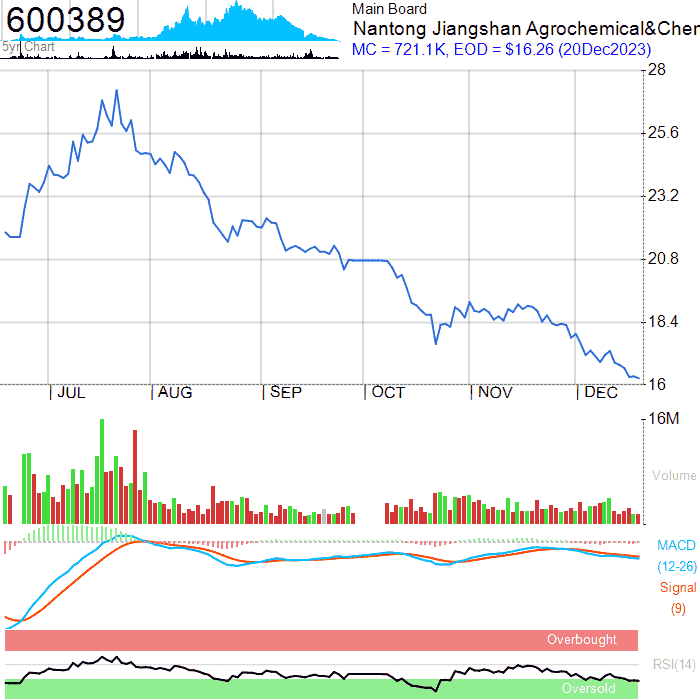 600389
5yr Chart
Main Board
Nantong Jiangshan Agrochemical&Chem
MC = 721.1K, EOD = $16.26 (20Dec2023)
28
25.6
23.2
20.8
18.4
16
JUL AUG SEP OCT NOV DEC
16M
Volume
MACD
(12-26)
Signal
(9)
Overbought
RSI(14)
Oversold